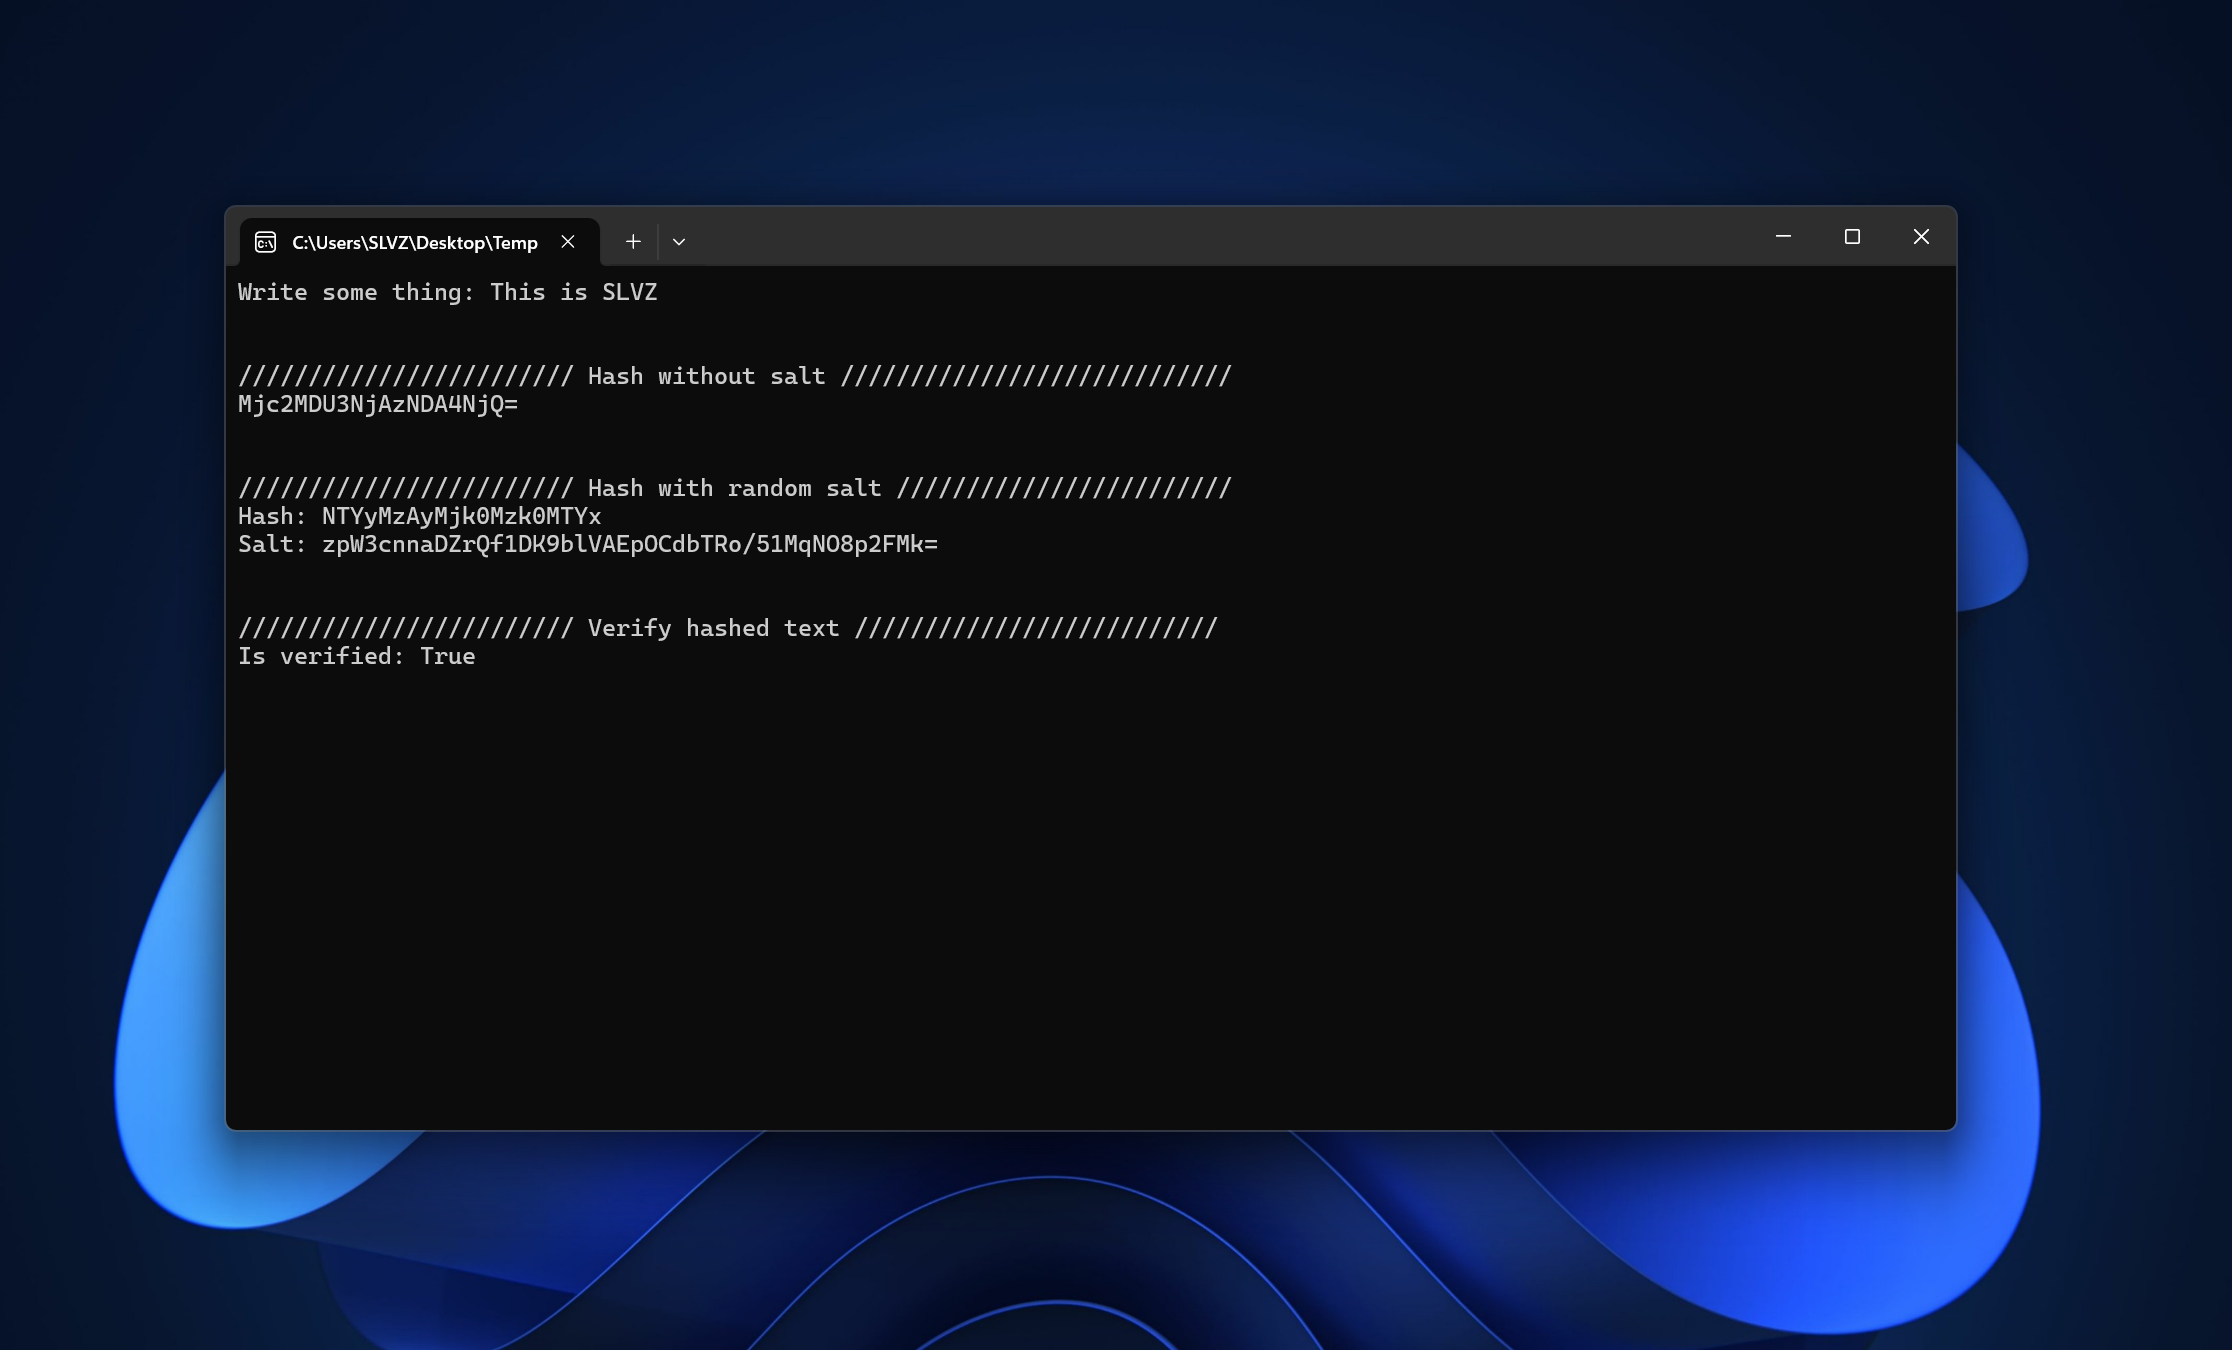 C:\Users\SLVZ\Desktop\Temp
Write some thing: This is SLVZ
//////////////////////// Hash without salt ////////////////////////////
Mjc2MDU3NjAzNDA4NjQ=
//////////////////////// Hash with random salt ////////////////////////
Hash: NTYyMzAyMjk0Mzk0MTYx
Salt: zpW3cnnaDZrQf1DK9blVAEpOCdbTRo/51MqNO8p2FMk=
//////////////////////// Verify hashed text //////////////////////////
Is verified: True